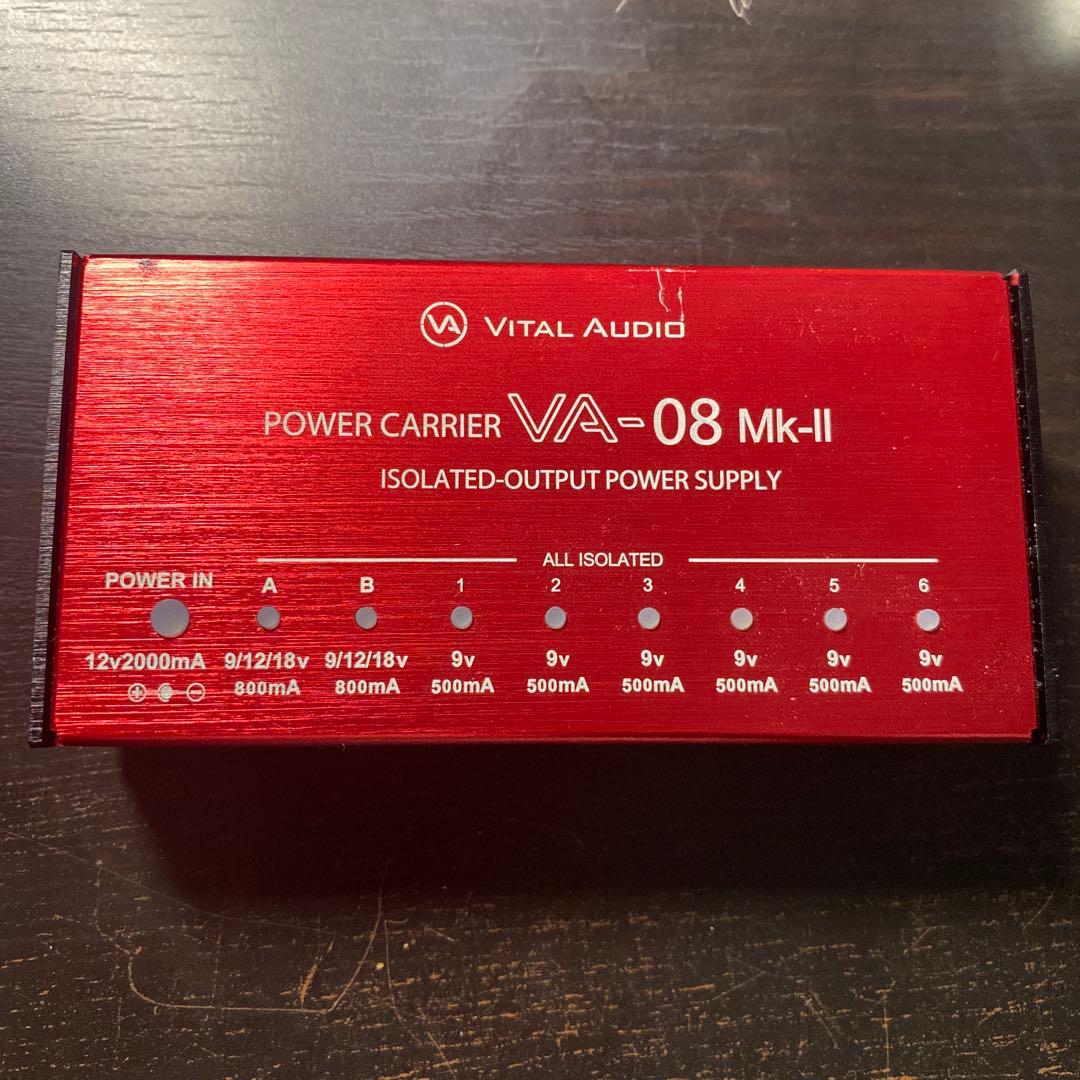 VA VITAL AUDIO
POWER CARRIER VA-08 Mk-II
ISOLATED-OUTPUT POWER SUPPLY
ALL ISOLATED
POWER IN A B 1 2 3 4 5 6
12v2000mA 9/12/18v 9/12/18v 9v 9v 9v 9v 9v 9v
+ - 800mA 800mA 500mA 500mA 500mA 500mA 500mA 500mA